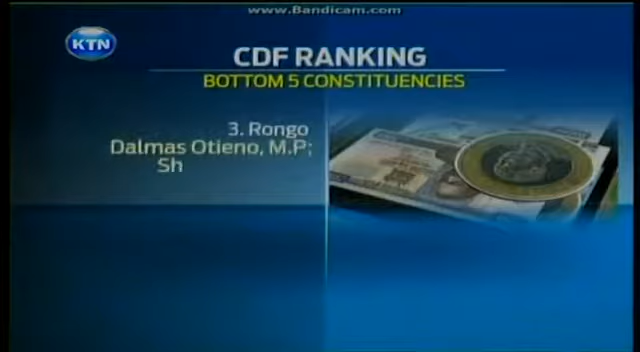 www.Bandicam.com
KTN
CDF RANKING
BOTTOM 5 CONSTITUENCIES
3. Rongo
Dalmas Otieno, M.P;
Sh